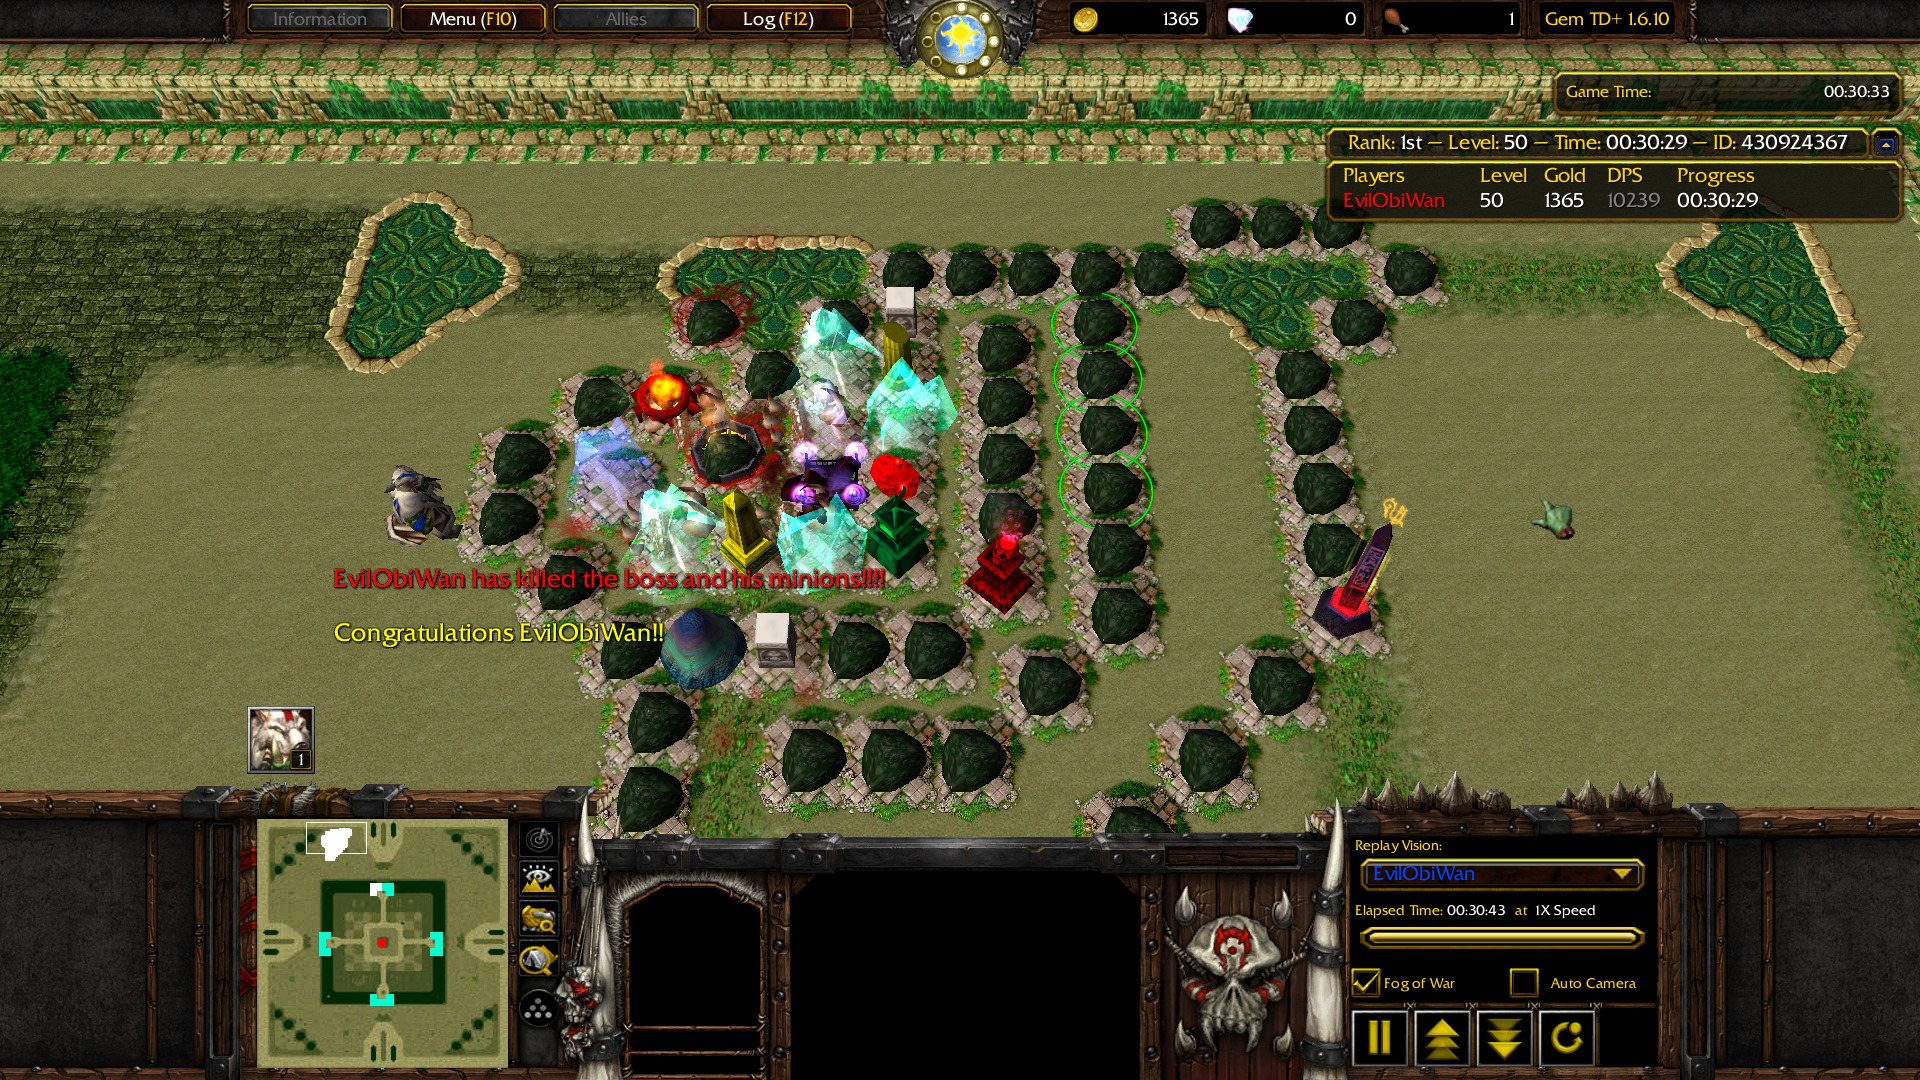 Information
Menu (F10)
Allies
Log (F12)
1365
0
1
Gem TD+ 1.6.10
Game Time: 00:30:33
Rank: 1st — Level: 50 — Time: 00:30:29 — ID: 430924367
Players Level Gold DPS Progress
EvilObiWan 50 1365 10239 00:30:29
EvilObiWan has killed the boss and his minions!!!!
Congratulations EvilObiWan!!
1
Replay Vision:
EvilObiWan
Elapsed Time: 00:30:43 at 1X Speed
Fog of War
Auto Camera